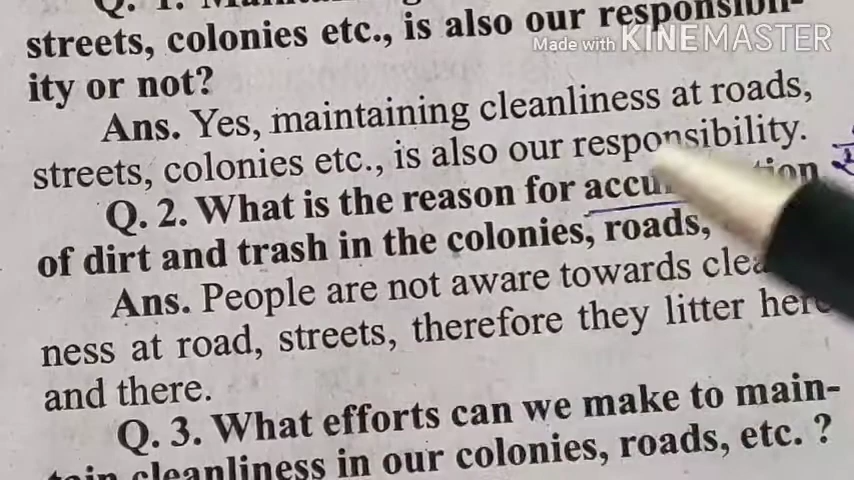 streets, colonies etc., is also our responsibil-
Made with KINEMASTER
ity or not?
Ans. Yes, maintaining cleanliness at roads,
streets, colonies etc., is also our responsibility.
Q. 2. What is the reason for
of dirt and trash in the colonies, roads,
Ans. People are not aware towards
ness at road, streets, therefore they litter here
and there.
Q. 3. What efforts can we make to main-
tain cleanliness in our colonies, roads, etc. ?